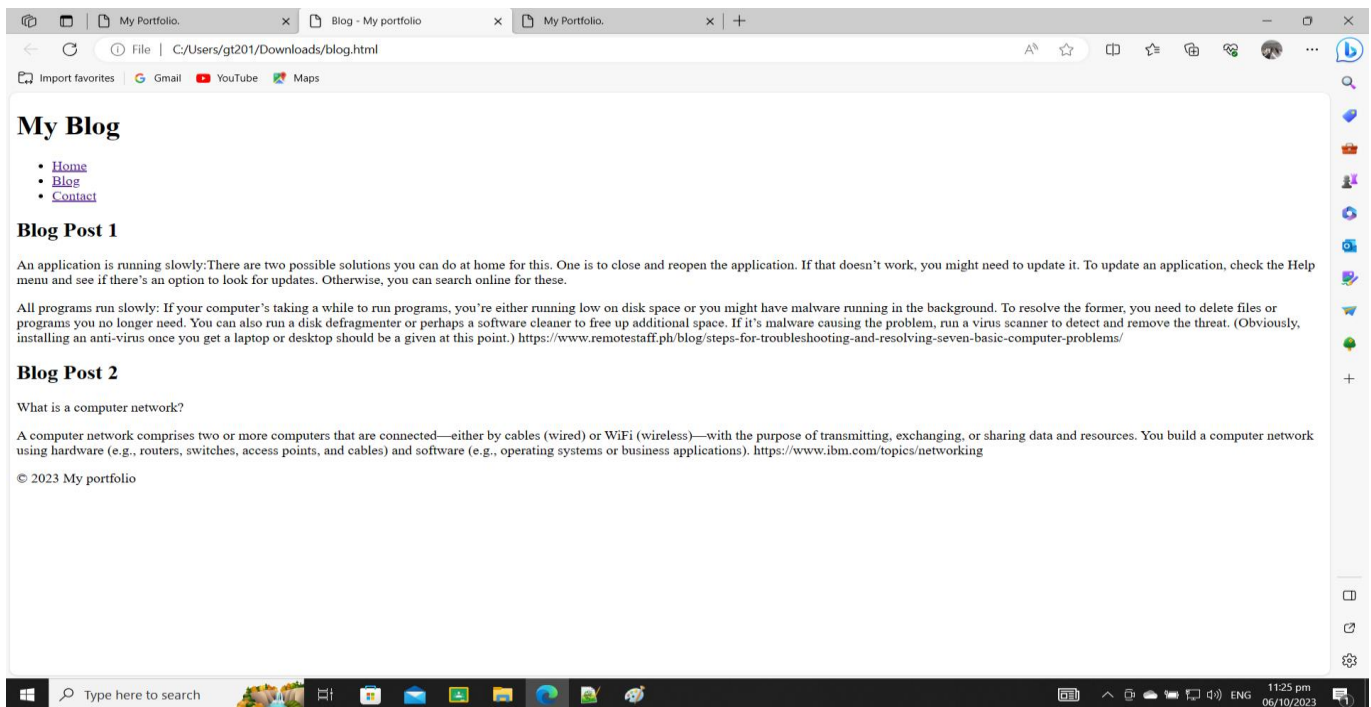 My Portfolio.
Blog - My portfolio
My Portfolio.
File | C:/Users/gt201/Downloads/blog.html
Import favorites
Gmail
YouTube
Maps
My Blog
• Home
• Blog
• Contact
Blog Post 1
An application is running slowly:There are two possible solutions you can do at home for this. One is to close and reopen the application. If that doesn’t work, you might need to update it. To update an application, check the Help
menu and see if there’s an option to look for updates. Otherwise, you can search online for these.
All programs run slowly: If your computer’s taking a while to run programs, you’re either running low on disk space or you might have malware running in the background. To resolve the former, you need to delete files or
programs you no longer need. You can also run a disk defragmenter or perhaps a software cleaner to free up additional space. If it’s malware causing the problem, run a virus scanner to detect and remove the threat. (Obviously,
installing an anti-virus once you get a laptop or desktop should be a given at this point.) https://www.remotestaff.ph/blog/steps-for-troubleshooting-and-resolving-seven-basic-computer-problems/
Blog Post 2
What is a computer network?
A computer network comprises two or more computers that are connected—either by cables (wired) or WiFi (wireless)—with the purpose of transmitting, exchanging, or sharing data and resources. You build a computer network
using hardware (e.g., routers, switches, access points, and cables) and software (e.g., operating systems or business applications). https://www.ibm.com/topics/networking
© 2023 My portfolio
Type here to search
ENG
11:25 pm
06/10/2023
1